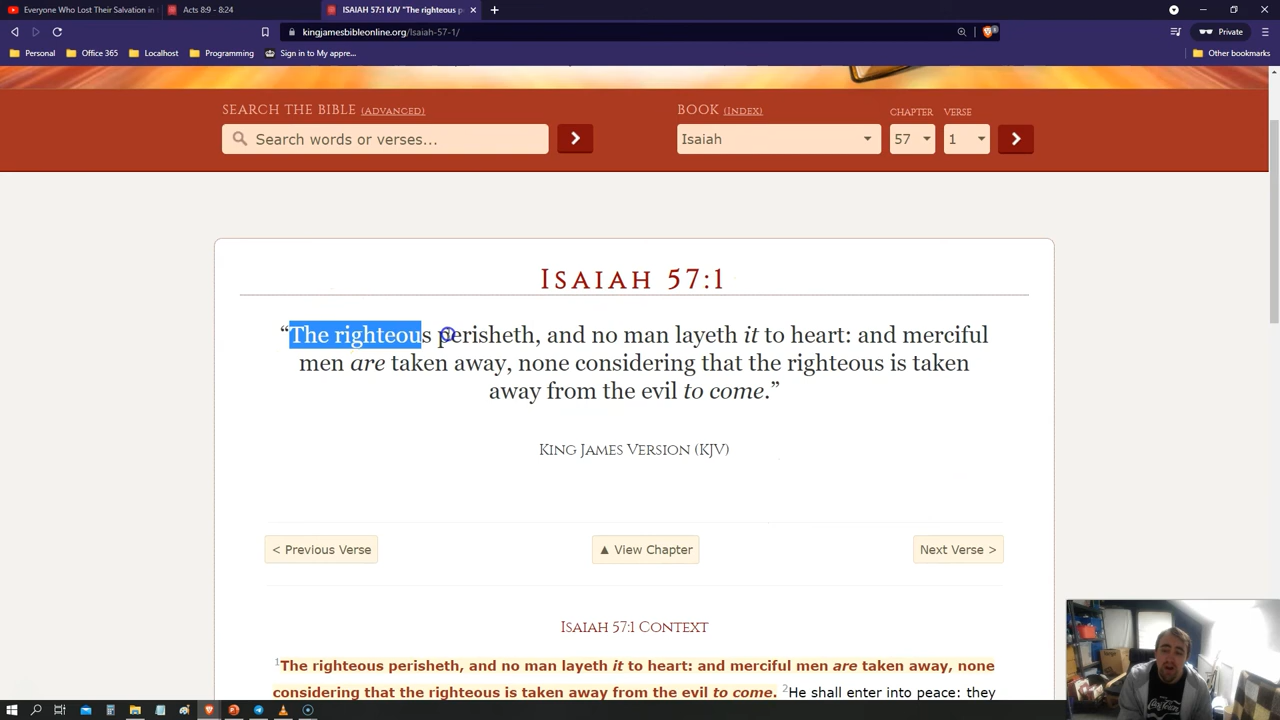 Everyone Who Lost Their Salvation in
Acts 8:9 - 8:24
ISAIAH 57:1 KJV "The righteous p
kingjamesbibleonline.org/Isaiah-57-1/
Private
Personal
Office 365
Localhost
Programming
Sign in to My appre...
Other bookmarks
SEARCH THE BIBLE (ADVANCED)
BOOK (INDEX)
CHAPTER
VERSE
Search words or verses...
Isaiah
57
1
ISAIAH 57:1
“The righteous perisheth, and no man layeth it to heart: and merciful
men are taken away, none considering that the righteous is taken
away from the evil to come.”
KING JAMES VERSION (KJV)
< Previous Verse
▲ View Chapter
Next Verse >
ISAIAH 57:1 CONTEXT
1The righteous perisheth, and no man layeth it to heart: and merciful men are taken away, none
considering that the righteous is taken away from the evil to come. 2He shall enter into peace: they